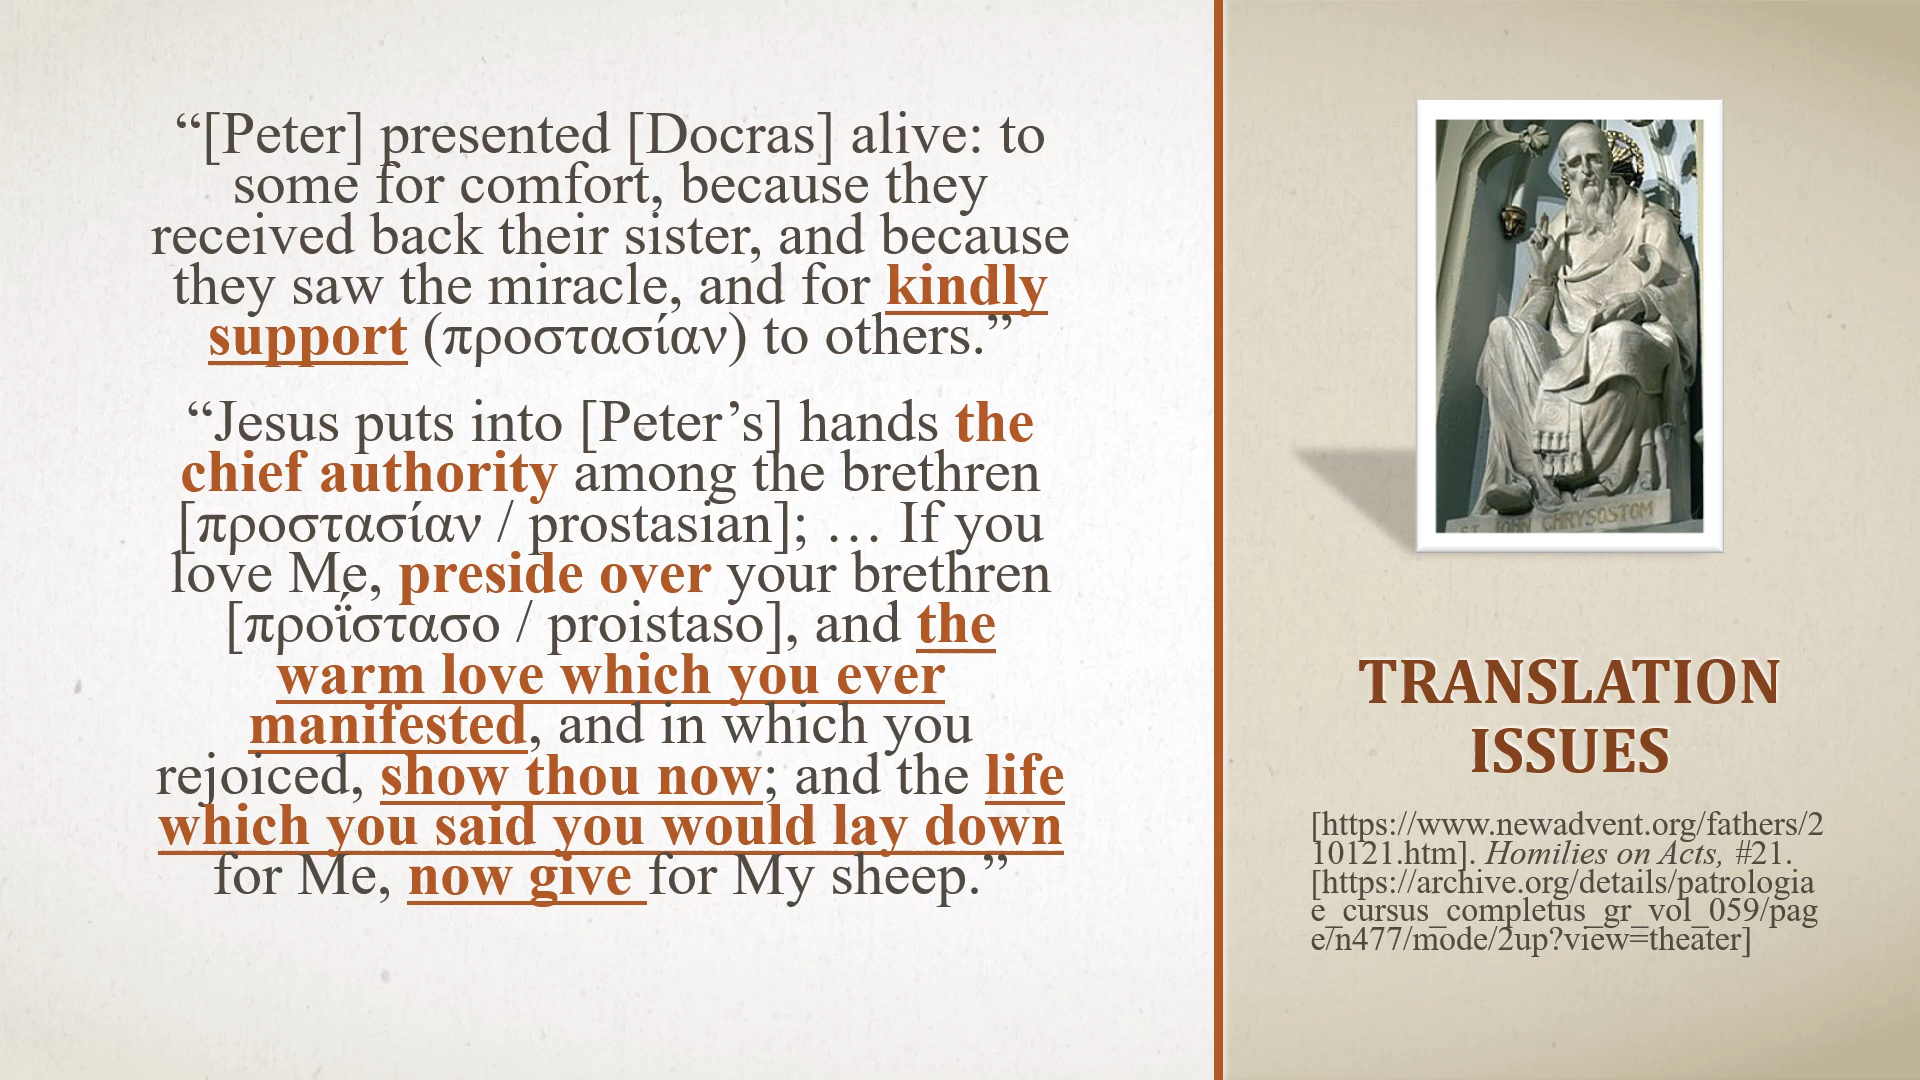 “[Peter] presented [Docras] alive: to
some for comfort, because they
received back their sister, and because
they saw the miracle, and for kindly
support (προστασίαν) to others.”
“Jesus puts into [Peter’s] hands the
chief authority among the brethren
[προστασίαν / prostasian]; … If you
love Me, preside over your brethren
[προΐστασο / proistaso], and the
warm love which you ever
manifested, and in which you
rejoiced, show thou now; and the life
which you said you would lay down
for Me, now give for My sheep.”
ST JOHN CHRYSOSTOM
TRANSLATION
ISSUES
[https://www.newadvent.org/fathers/2
10121.htm]. Homilies on Acts, #21.
[https://archive.org/details/patrologia
e_cursus_completus_gr_vol_059/pag
e/n477/mode/2up?view=theater]